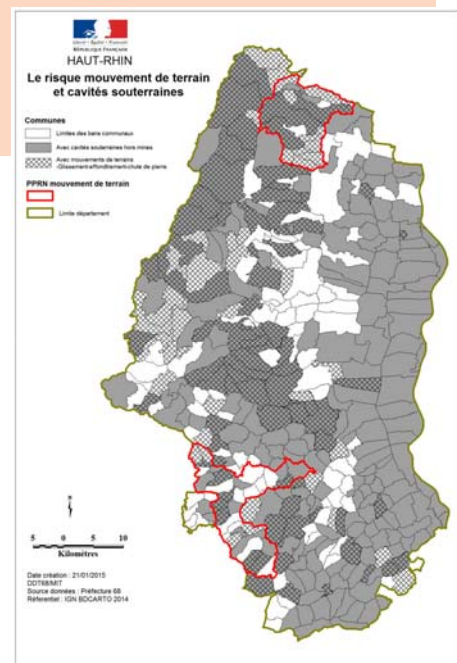 Liberté • Égalité • Fraternité
RÉPUBLIQUE FRANÇAISE
HAUT-RHIN
Le risque mouvement de terrain
et cavités souterraines
Communes
Limites des bans communaux
Avec cavités souterraines hors mines
Avec mouvements de terrains
-Glissement-effondrement-chute de pierre
PPRN mouvement de terrain
Limite département
N
5 0 5 10
Kilomètres
Date création : 21/01/2015
DDT68/MIT
Source données : Préfecture 68
Référentiel : IGN BDCARTO 2014